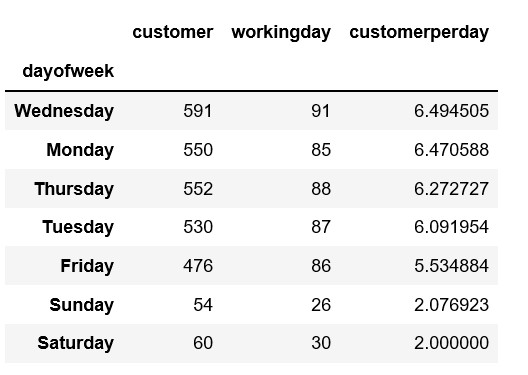 customer workingday customerperday
dayofweek
Wednesday 591 91 6.494505
Monday 550 85 6.470588
Thursday 552 88 6.272727
Tuesday 530 87 6.091954
Friday 476 86 5.534884
Sunday 54 26 2.076923
Saturday 60 30 2.000000